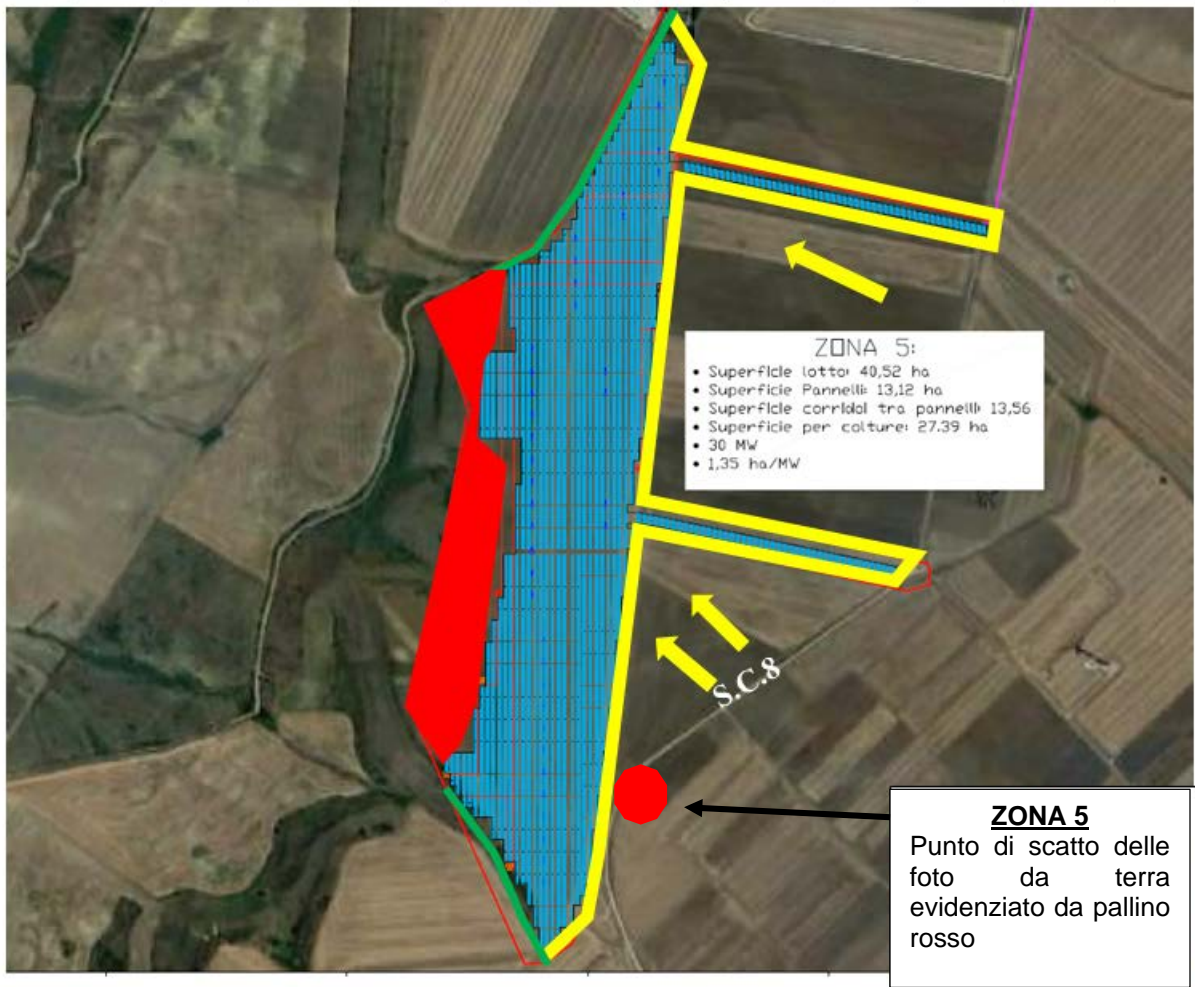 ZONA 5:
• Superficie lotto: 40,52 ha
• Superficie Pannelli: 13,12 ha
• Superficie corridoi tra pannelli: 13,56
• Superficie per colture: 27.39 ha
• 30 MW
• 1,35 ha/MW
S.C.8
ZONA 5
Punto di scatto delle
foto da terra
evidenziato da pallino
rosso